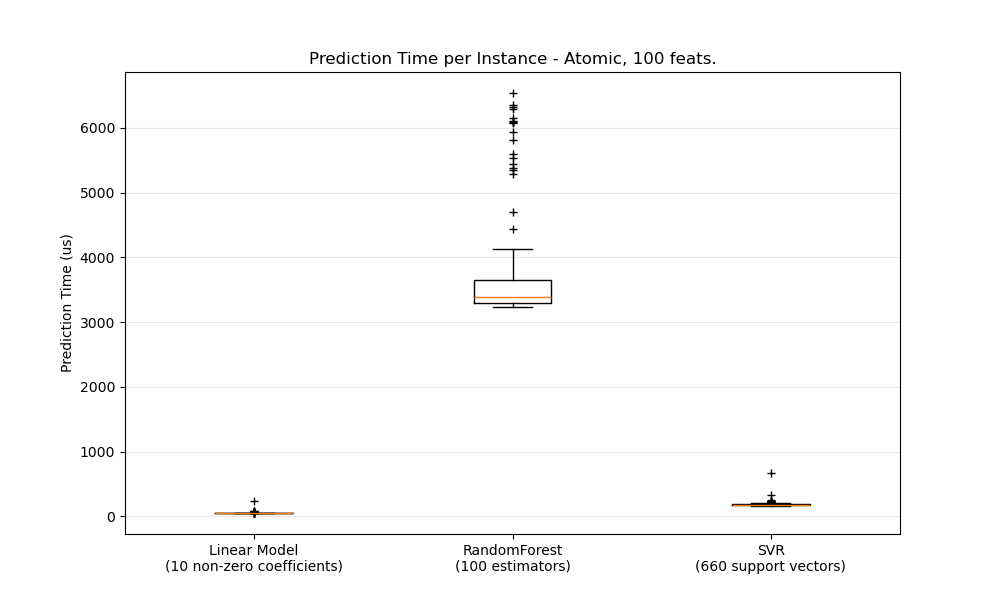 Prediction Time per Instance - Atomic, 100 feats.
Prediction Time (us)
6000
5000
4000
3000
2000
1000
0
Linear Model
(10 non-zero coefficients)
RandomForest
(100 estimators)
SVR
(660 support vectors)